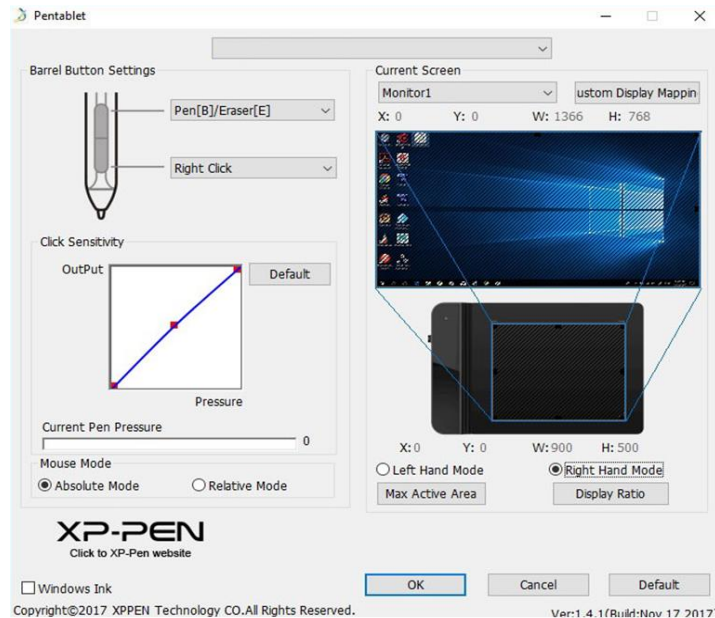 Pentablet
Barrel Button Settings
Pen[B]/Eraser[E]
Right Click
Click Sensitivity
OutPut
Default
Pressure
Current Pen Pressure
0
Mouse Mode
Absolute Mode
Relative Mode
XP-PEN
Click to XP-Pen website
Windows Ink
Copyright©2017 XPPEN Technology CO.All Rights Reserved.
Current Screen
Monitor1
ustom Display Mappin
X: 0 Y: 0 W: 1366 H: 768
X: 0 Y: 0 W: 900 H: 500
Left Hand Mode
Right Hand Mode
Max Active Area
Display Ratio
OK
Cancel
Default
Ver:1.4.1(Build:Nov 17 2017)